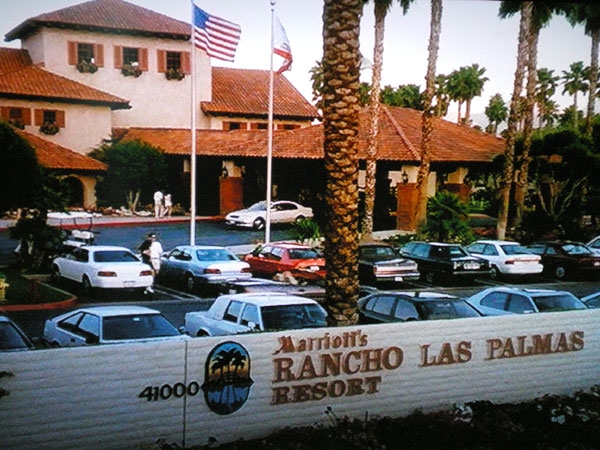 Marriott's
RANCHO LAS PALMAS
RESORT
41000